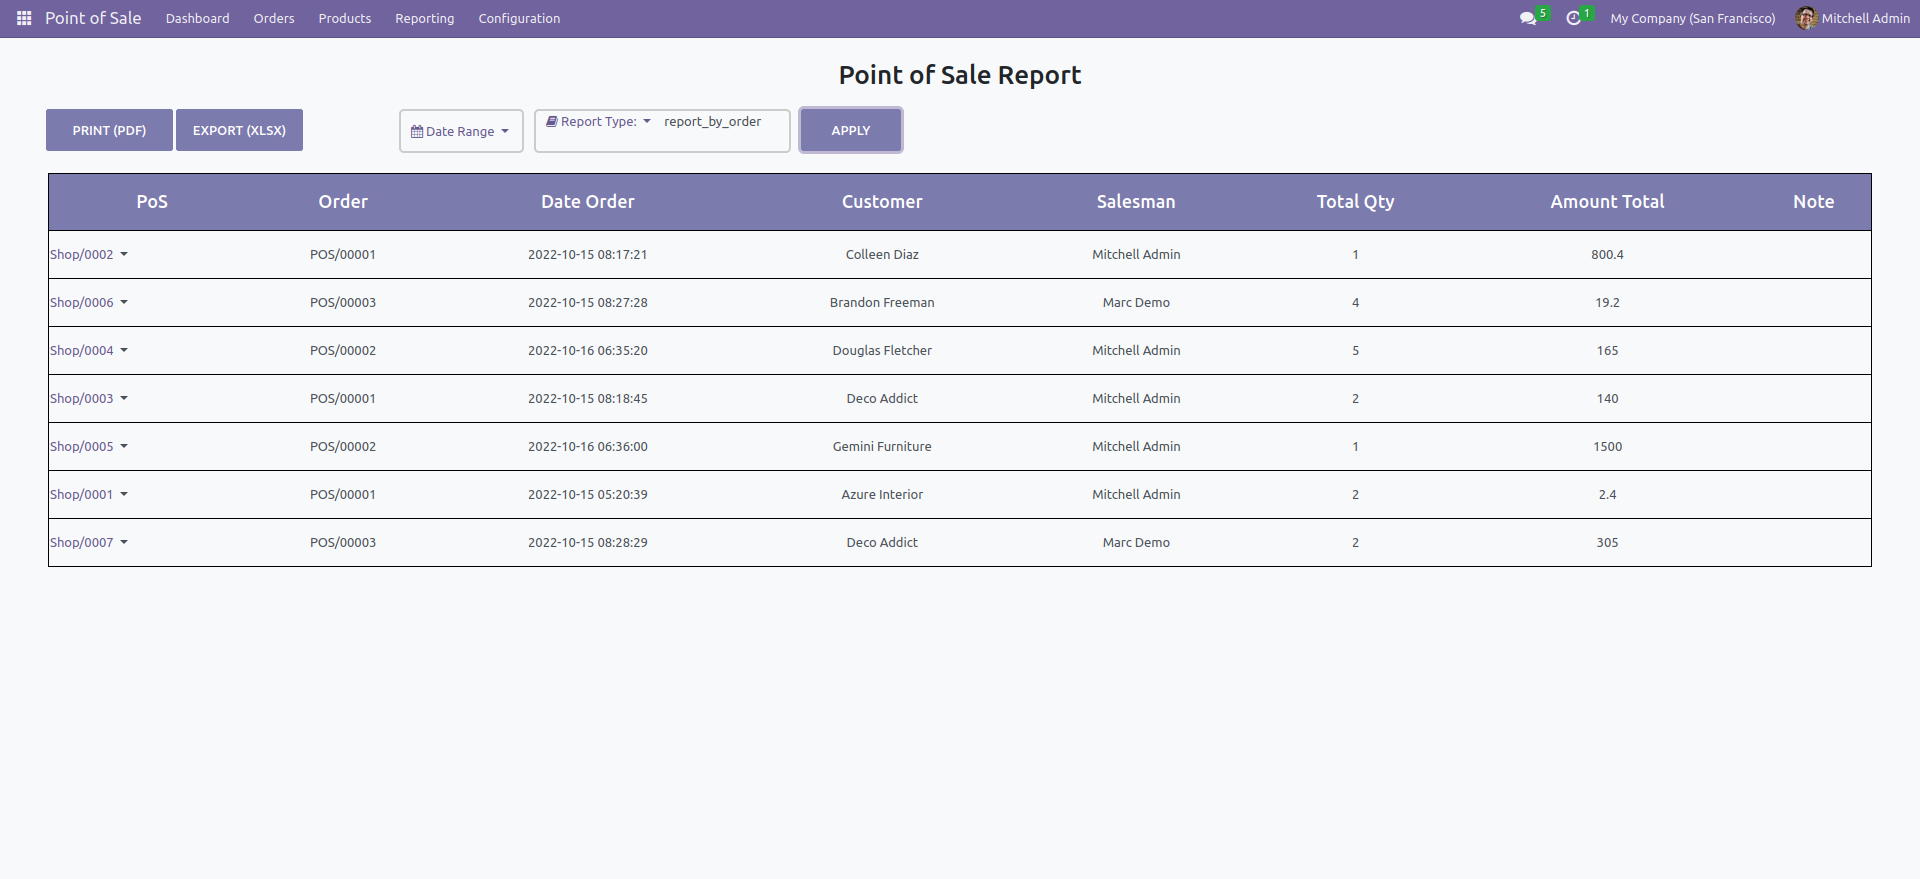 Point of Sale Dashboard Orders Products Reporting Configuration 5 1 My Company (San Francisco) Mitchell Admin
Point of Sale Report
PRINT (PDF) EXPORT (XLSX) Date Range Report Type: report_by_order APPLY
PoS Order Date Order Customer Salesman Total Qty Amount Total Note
Shop/0002 POS/00001 2022-10-15 08:17:21 Colleen Diaz Mitchell Admin 1 800.4
Shop/0006 POS/00003 2022-10-15 08:27:28 Brandon Freeman Marc Demo 4 19.2
Shop/0004 POS/00002 2022-10-16 06:35:20 Douglas Fletcher Mitchell Admin 5 165
Shop/0003 POS/00001 2022-10-15 08:18:45 Deco Addict Mitchell Admin 2 140
Shop/0005 POS/00002 2022-10-16 06:36:00 Gemini Furniture Mitchell Admin 1 1500
Shop/0001 POS/00001 2022-10-15 05:20:39 Azure Interior Mitchell Admin 2 2.4
Shop/0007 POS/00003 2022-10-15 08:28:29 Deco Addict Marc Demo 2 305